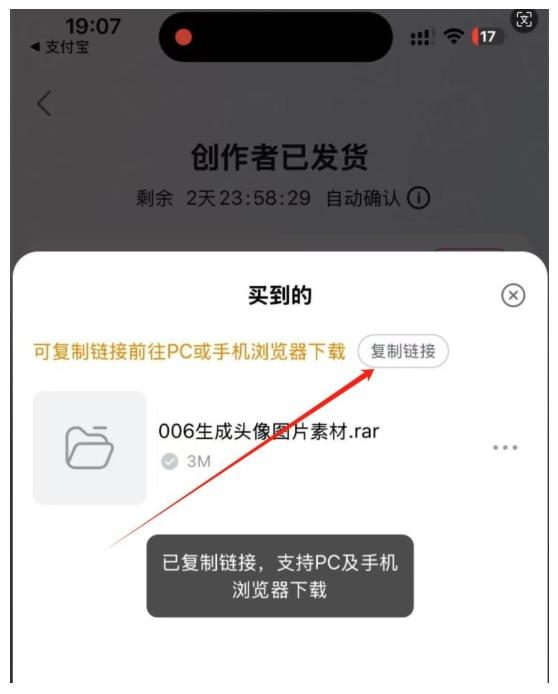 19:07
17
◀ 支付宝
创作者已发货
剩余 2天23:58:29 自动确认
买到的
可复制链接前往PC或手机浏览器下载 复制链接
006生成头像图片素材.rar
3M
已复制链接，支持PC及手机
浏览器下载